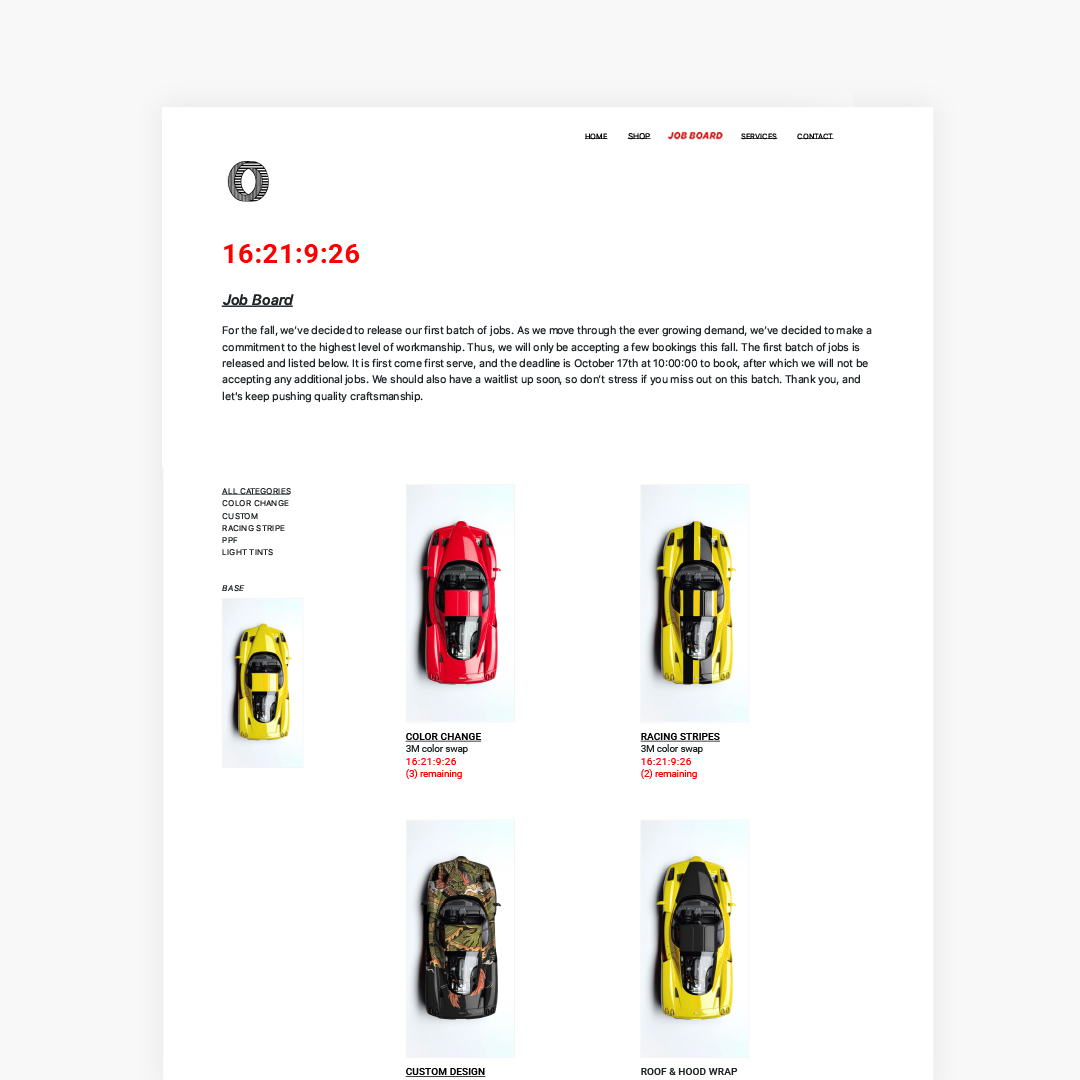 HOME SHOP JOB BOARD SERVICES CONTACT
O
16:21:9:26
Job Board
For the fall, we've decided to release our first batch of jobs. As we move through the ever growing demand, we've decided to make a
commitment to the highest level of workmanship. Thus, we will only be accepting a few bookings this fall. The first batch of jobs is
released and listed below. It is first come first serve, and the deadline is October 17th at 10:00:00 to book, after which we will not be
accepting any additional jobs. We should also have a waitlist up soon, so don't stress if you miss out on this batch. Thank you, and
let's keep pushing quality craftsmanship.
ALL CATEGORIES
COLOR CHANGE
CUSTOM
RACING STRIPE
PPF
LIGHT TINTS
BASE
COLOR CHANGE
3M color swap
16:21:9:26
(3) remaining
RACING STRIPES
3M color swap
16:21:9:26
(2) remaining
CUSTOM DESIGN
ROOF & HOOD WRAP